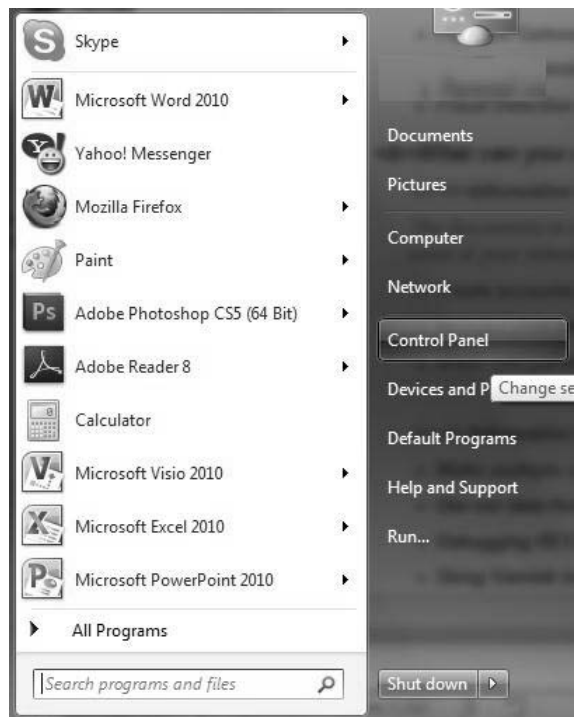 Skype
Microsoft Word 2010
Yahoo! Messenger
Mozilla Firefox
Paint
Adobe Photoshop CS5 (64 Bit)
Adobe Reader 8
Calculator
Microsoft Visio 2010
Microsoft Excel 2010
Microsoft PowerPoint 2010
All Programs
Search programs and files
Documents
Pictures
Computer
Network
Control Panel
Devices and P Change se
Default Programs
Help and Support
Run...
Shut down